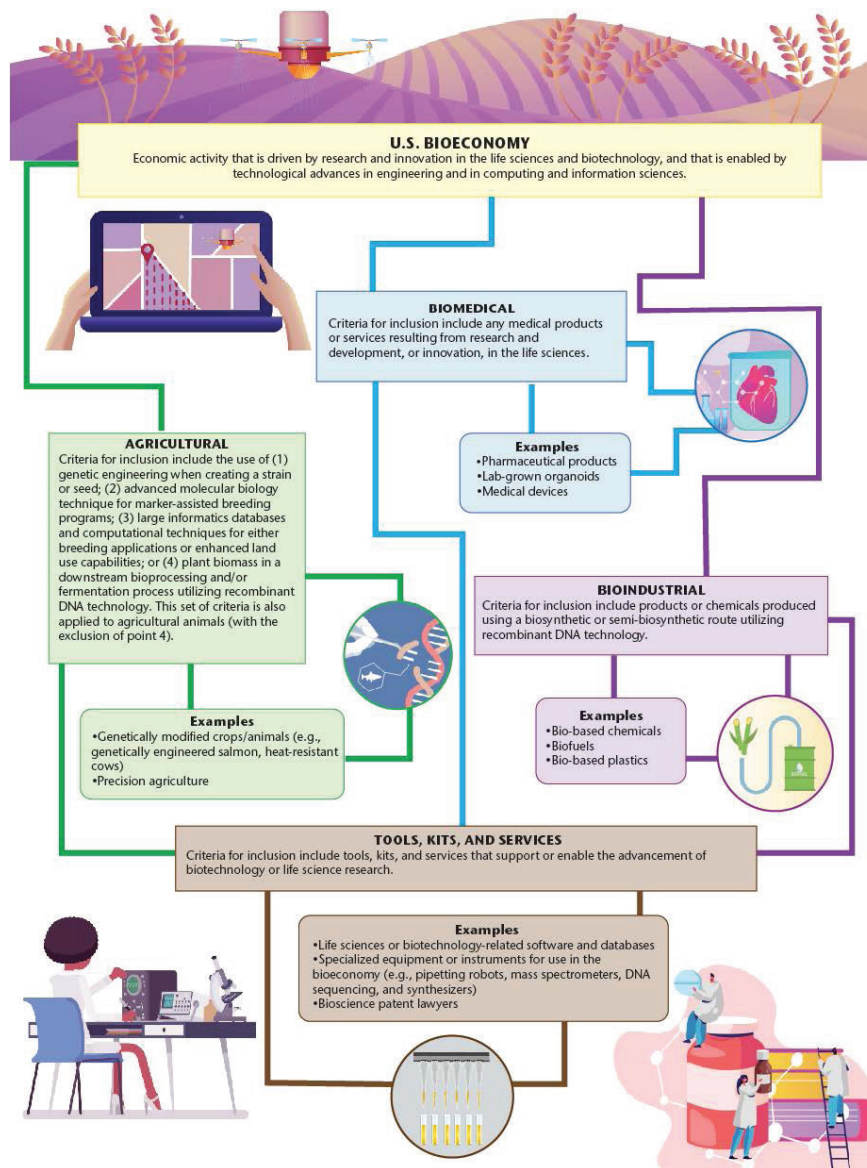 U.S. BIOECONOMY
Economic activity that is driven by research and innovation in the life sciences and biotechnology, and that is enabled by
technological advances in engineering and in computing and information sciences.
BIOMEDICAL
Criteria for inclusion include any medical products
or services resulting from research and
development, or innovation, in the life sciences.
Examples
•Pharmaceutical products
•Lab-grown organoids
•Medical devices
AGRICULTURAL
Criteria for inclusion include the use of (1)
genetic engineering when creating a strain
or seed; (2) advanced molecular biology
technique for marker-assisted breeding
programs; (3) large informatics databases
and computational techniques for either
breeding applications or enhanced land
use capabilities; or (4) plant biomass in a
downstream bioprocessing and/or
fermentation process utilizing recombinant
DNA technology. This set of criteria is also
applied to agricultural animals (with the
exclusion of point 4).
Examples
•Genetically modified crops/animals (e.g.,
genetically engineered salmon, heat-resistant
cows)
•Precision agriculture
BIOINDUSTRIAL
Criteria for inclusion include products or chemicals produced
using a biosynthetic or semi-biosynthetic route utilizing
recombinant DNA technology.
Examples
•Bio-based chemicals
•Biofuels
•Bio-based plastics
TOOLS, KITS, AND SERVICES
Criteria for inclusion include tools, kits, and services that support or enable the advancement of
biotechnology or life science research.
Examples
•Life sciences or biotechnology-related software and databases
•Specialized equipment or instruments for use in the
bioeconomy (e.g., pipetting robots, mass spectrometers, DNA
sequencing, and synthesizers)
•Bioscience patent lawyers